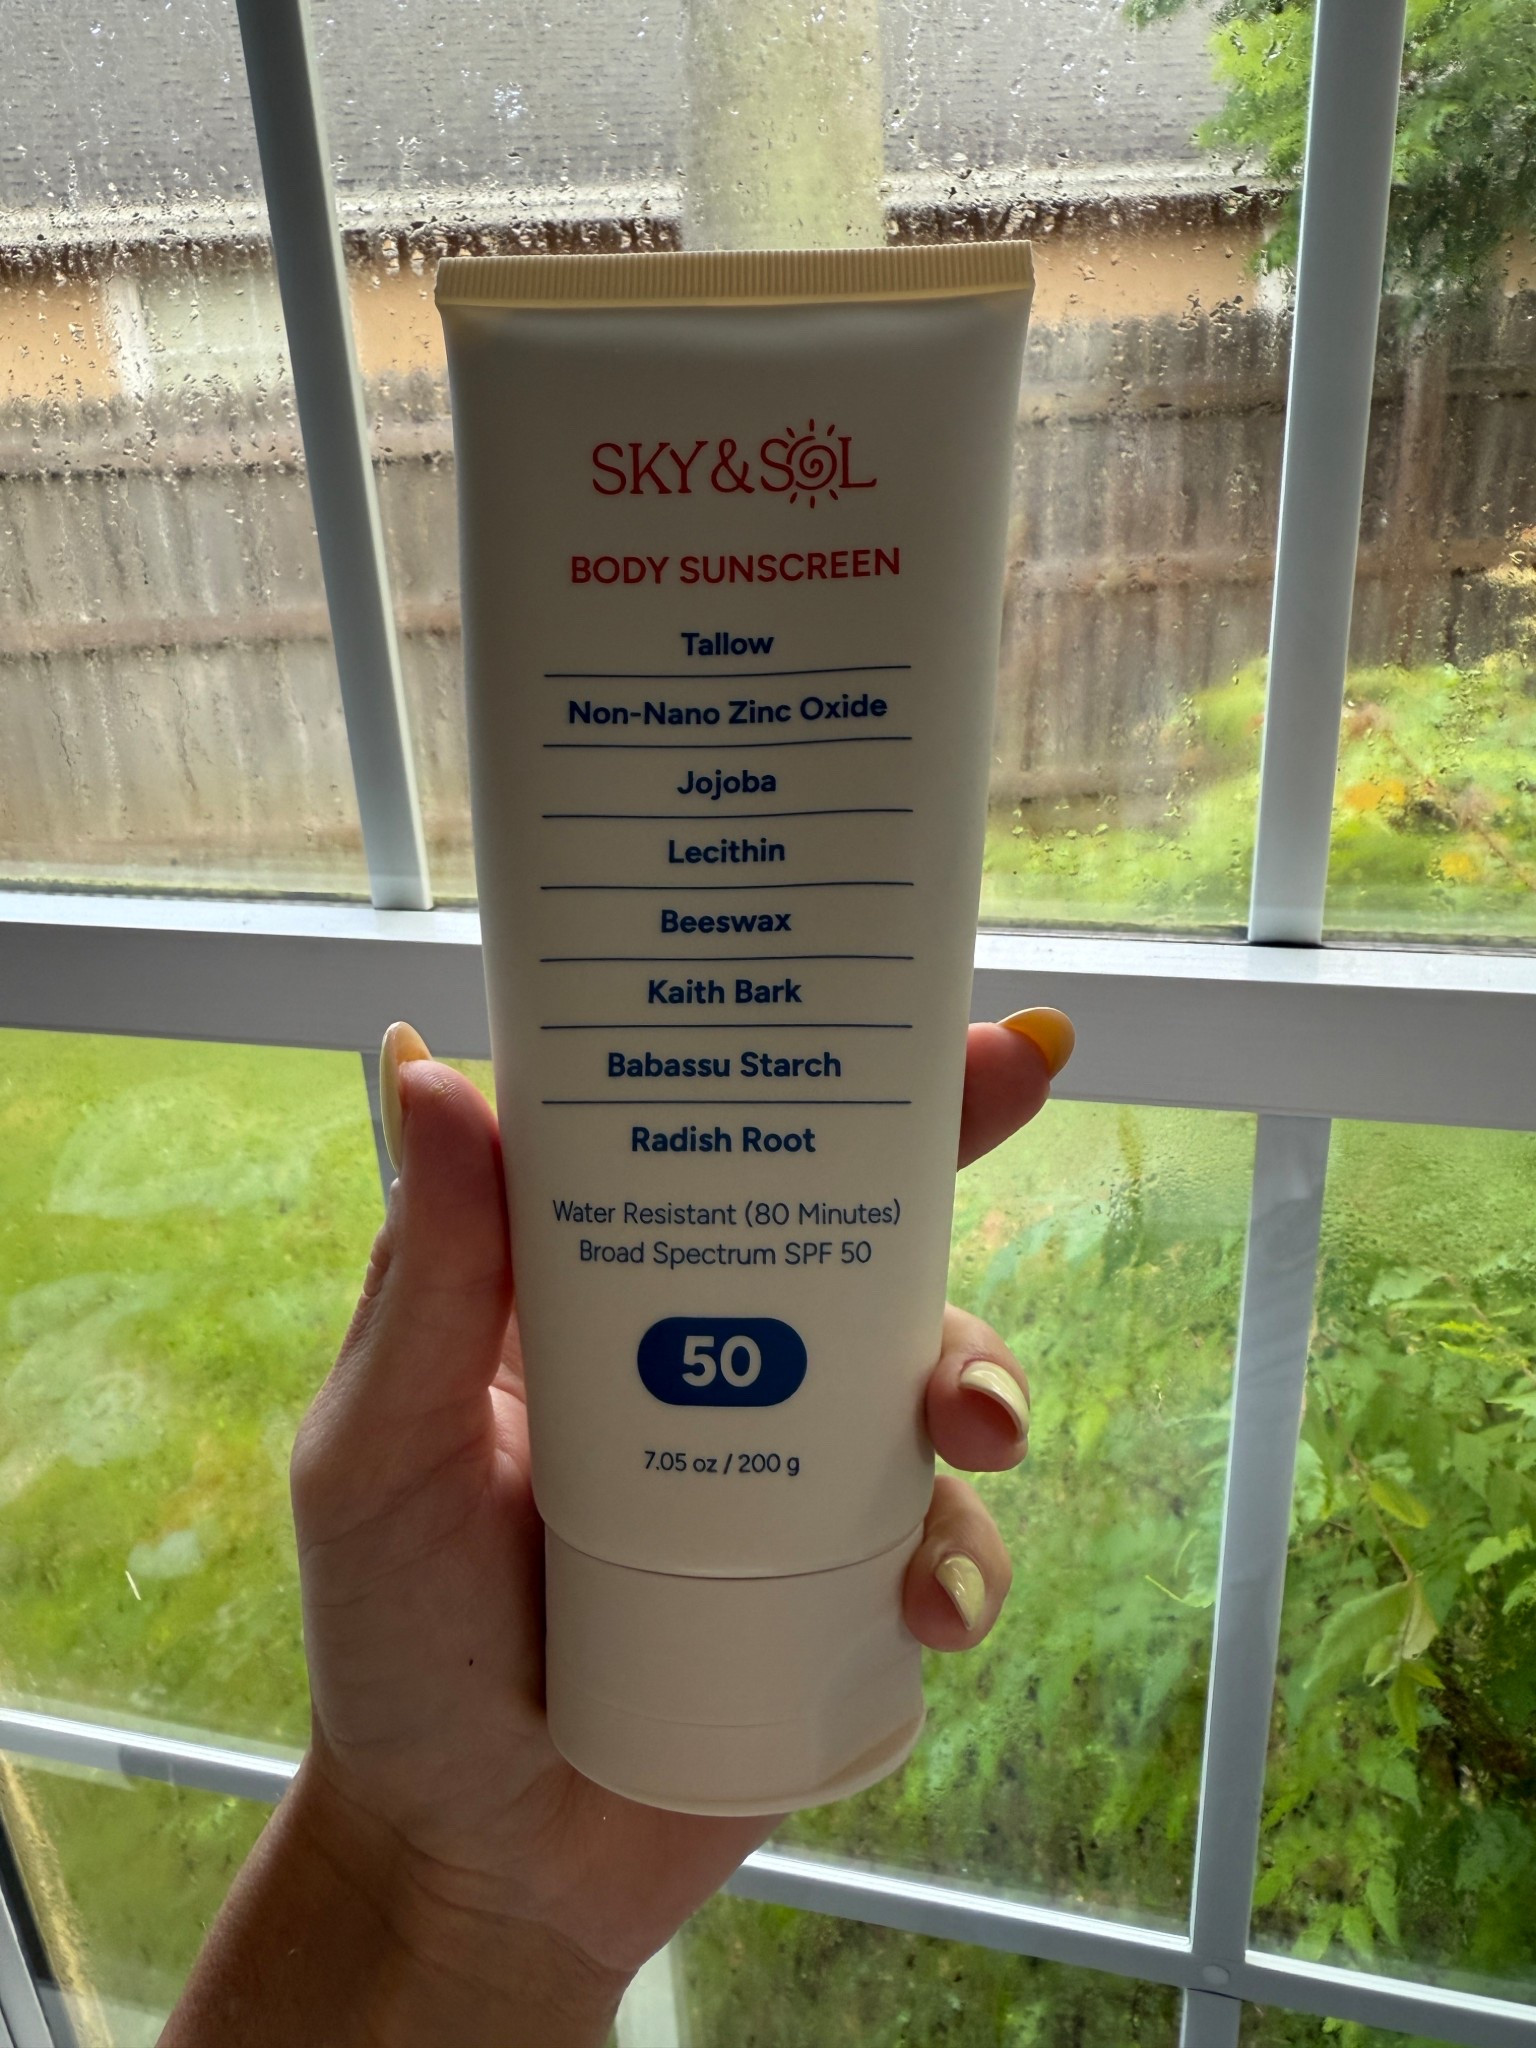 SKY & SOL
BODY SUNSCREEN
Tallow
Non-Nano Zinc Oxide
Jojoba
Lecithin
Beeswax
Kaith Bark
Babassu Starch
Radish Root
Water Resistant (80 Minutes)
Broad Spectrum SPF 50
50
7.05 oz / 200 g